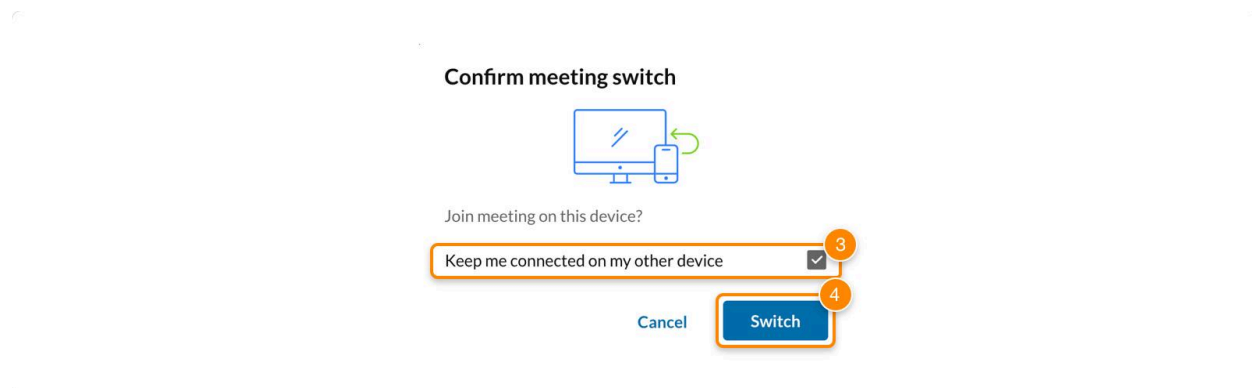 Confirm meeting switch
Join meeting on this device?
3
Keep me connected on my other device
4
Cancel Switch